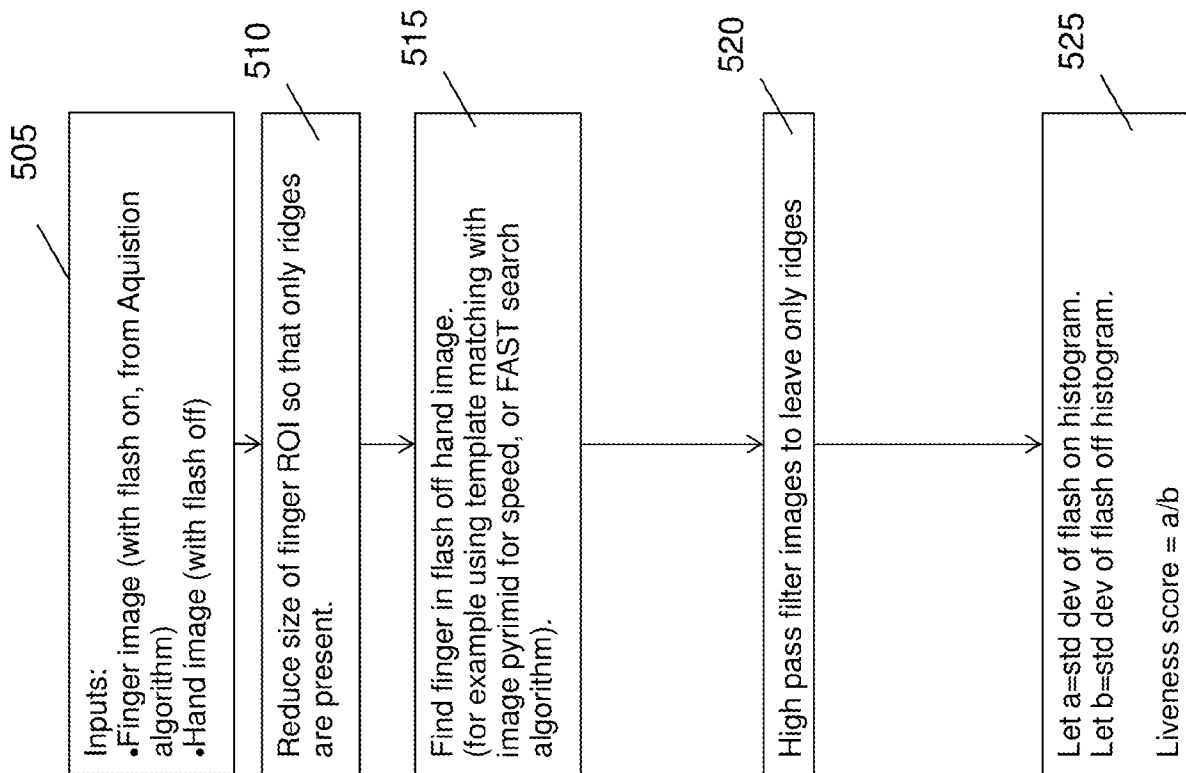 505
Inputs:
•Finger image (with flash on, from Aquistion
algorithm)
•Hand image (with flash off)
510
Reduce size of finger ROI so that only ridges
are present.
515
Find finger in flash off hand image.
(for example using template matching with
image pyrimid for speed, or FAST search
algorithm).
520
High pass filter images to leave only ridges
525
Let a=std dev of flash on histogram.
Let b=std dev of flash off histogram.
Liveness score = a/b